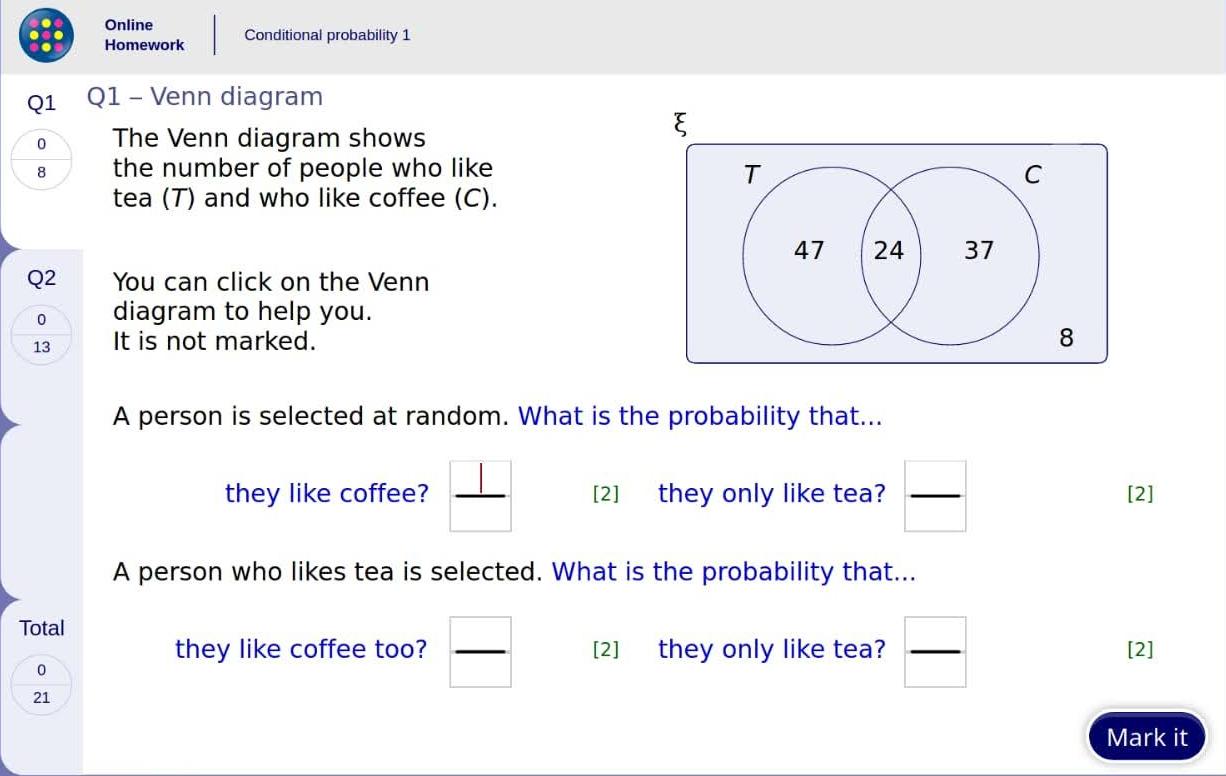 Online
Homework
Conditional probability 1
Q1
0
8
Q1 – Venn diagram
The Venn diagram shows
the number of people who like
tea (T) and who like coffee (C).
ξ
T
C
47
24
37
8
Q2
0
13
You can click on the Venn
diagram to help you.
It is not marked.
A person is selected at random. What is the probability that...
they like coffee?
[2]
they only like tea?
[2]
A person who likes tea is selected. What is the probability that...
they like coffee too?
[2]
they only like tea?
[2]
Total
0
21
Mark it